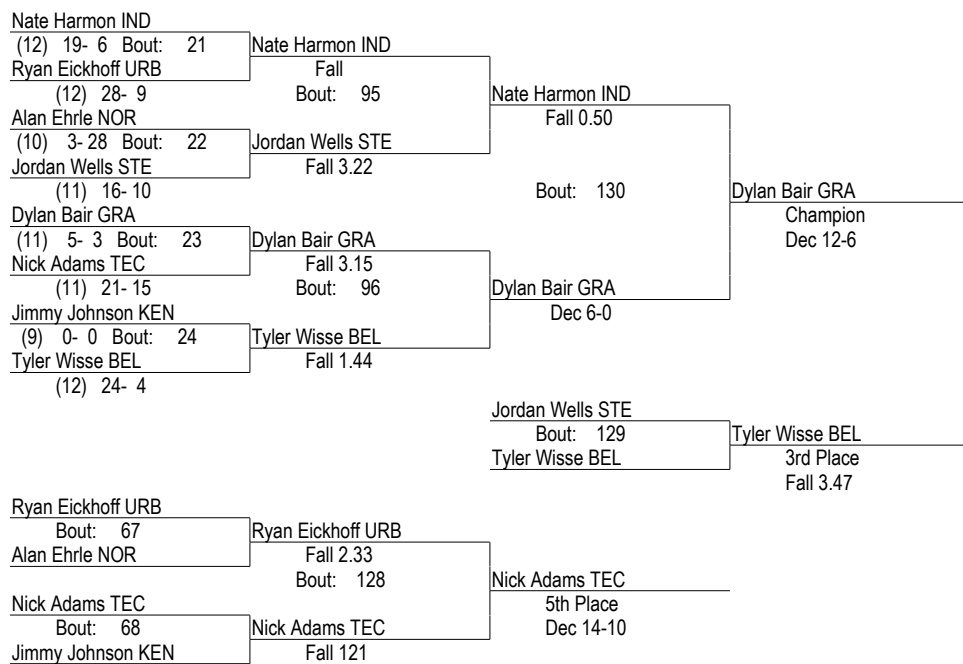 Nate Harmon IND
(12) 19- 6 Bout: 21 Nate Harmon IND
Ryan Eickhoff URB Fall
(12) 28- 9 Bout: 95 Nate Harmon IND
Alan Ehrle NOR Fall 0.50
(10) 3- 28 Bout: 22 Jordan Wells STE
Jordan Wells STE Fall 3.22
(11) 16- 10 Bout: 130 Dylan Bair GRA
Dylan Bair GRA Champion
(11) 5- 3 Bout: 23 Dylan Bair GRA Dec 12-6
Nick Adams TEC Fall 3.15
(11) 21- 15 Bout: 96 Dylan Bair GRA
Jimmy Johnson KEN Dec 6-0
(9) 0- 0 Bout: 24 Tyler Wisse BEL
Tyler Wisse BEL Fall 1.44
(12) 24- 4
Jordan Wells STE
Bout: 129 Tyler Wisse BEL
Tyler Wisse BEL 3rd Place
Fall 3.47
Ryan Eickhoff URB
Bout: 67 Ryan Eickhoff URB
Alan Ehrle NOR Fall 2.33
Bout: 128 Nick Adams TEC
Nick Adams TEC 5th Place
Bout: 68 Nick Adams TEC Dec 14-10
Jimmy Johnson KEN Fall 121